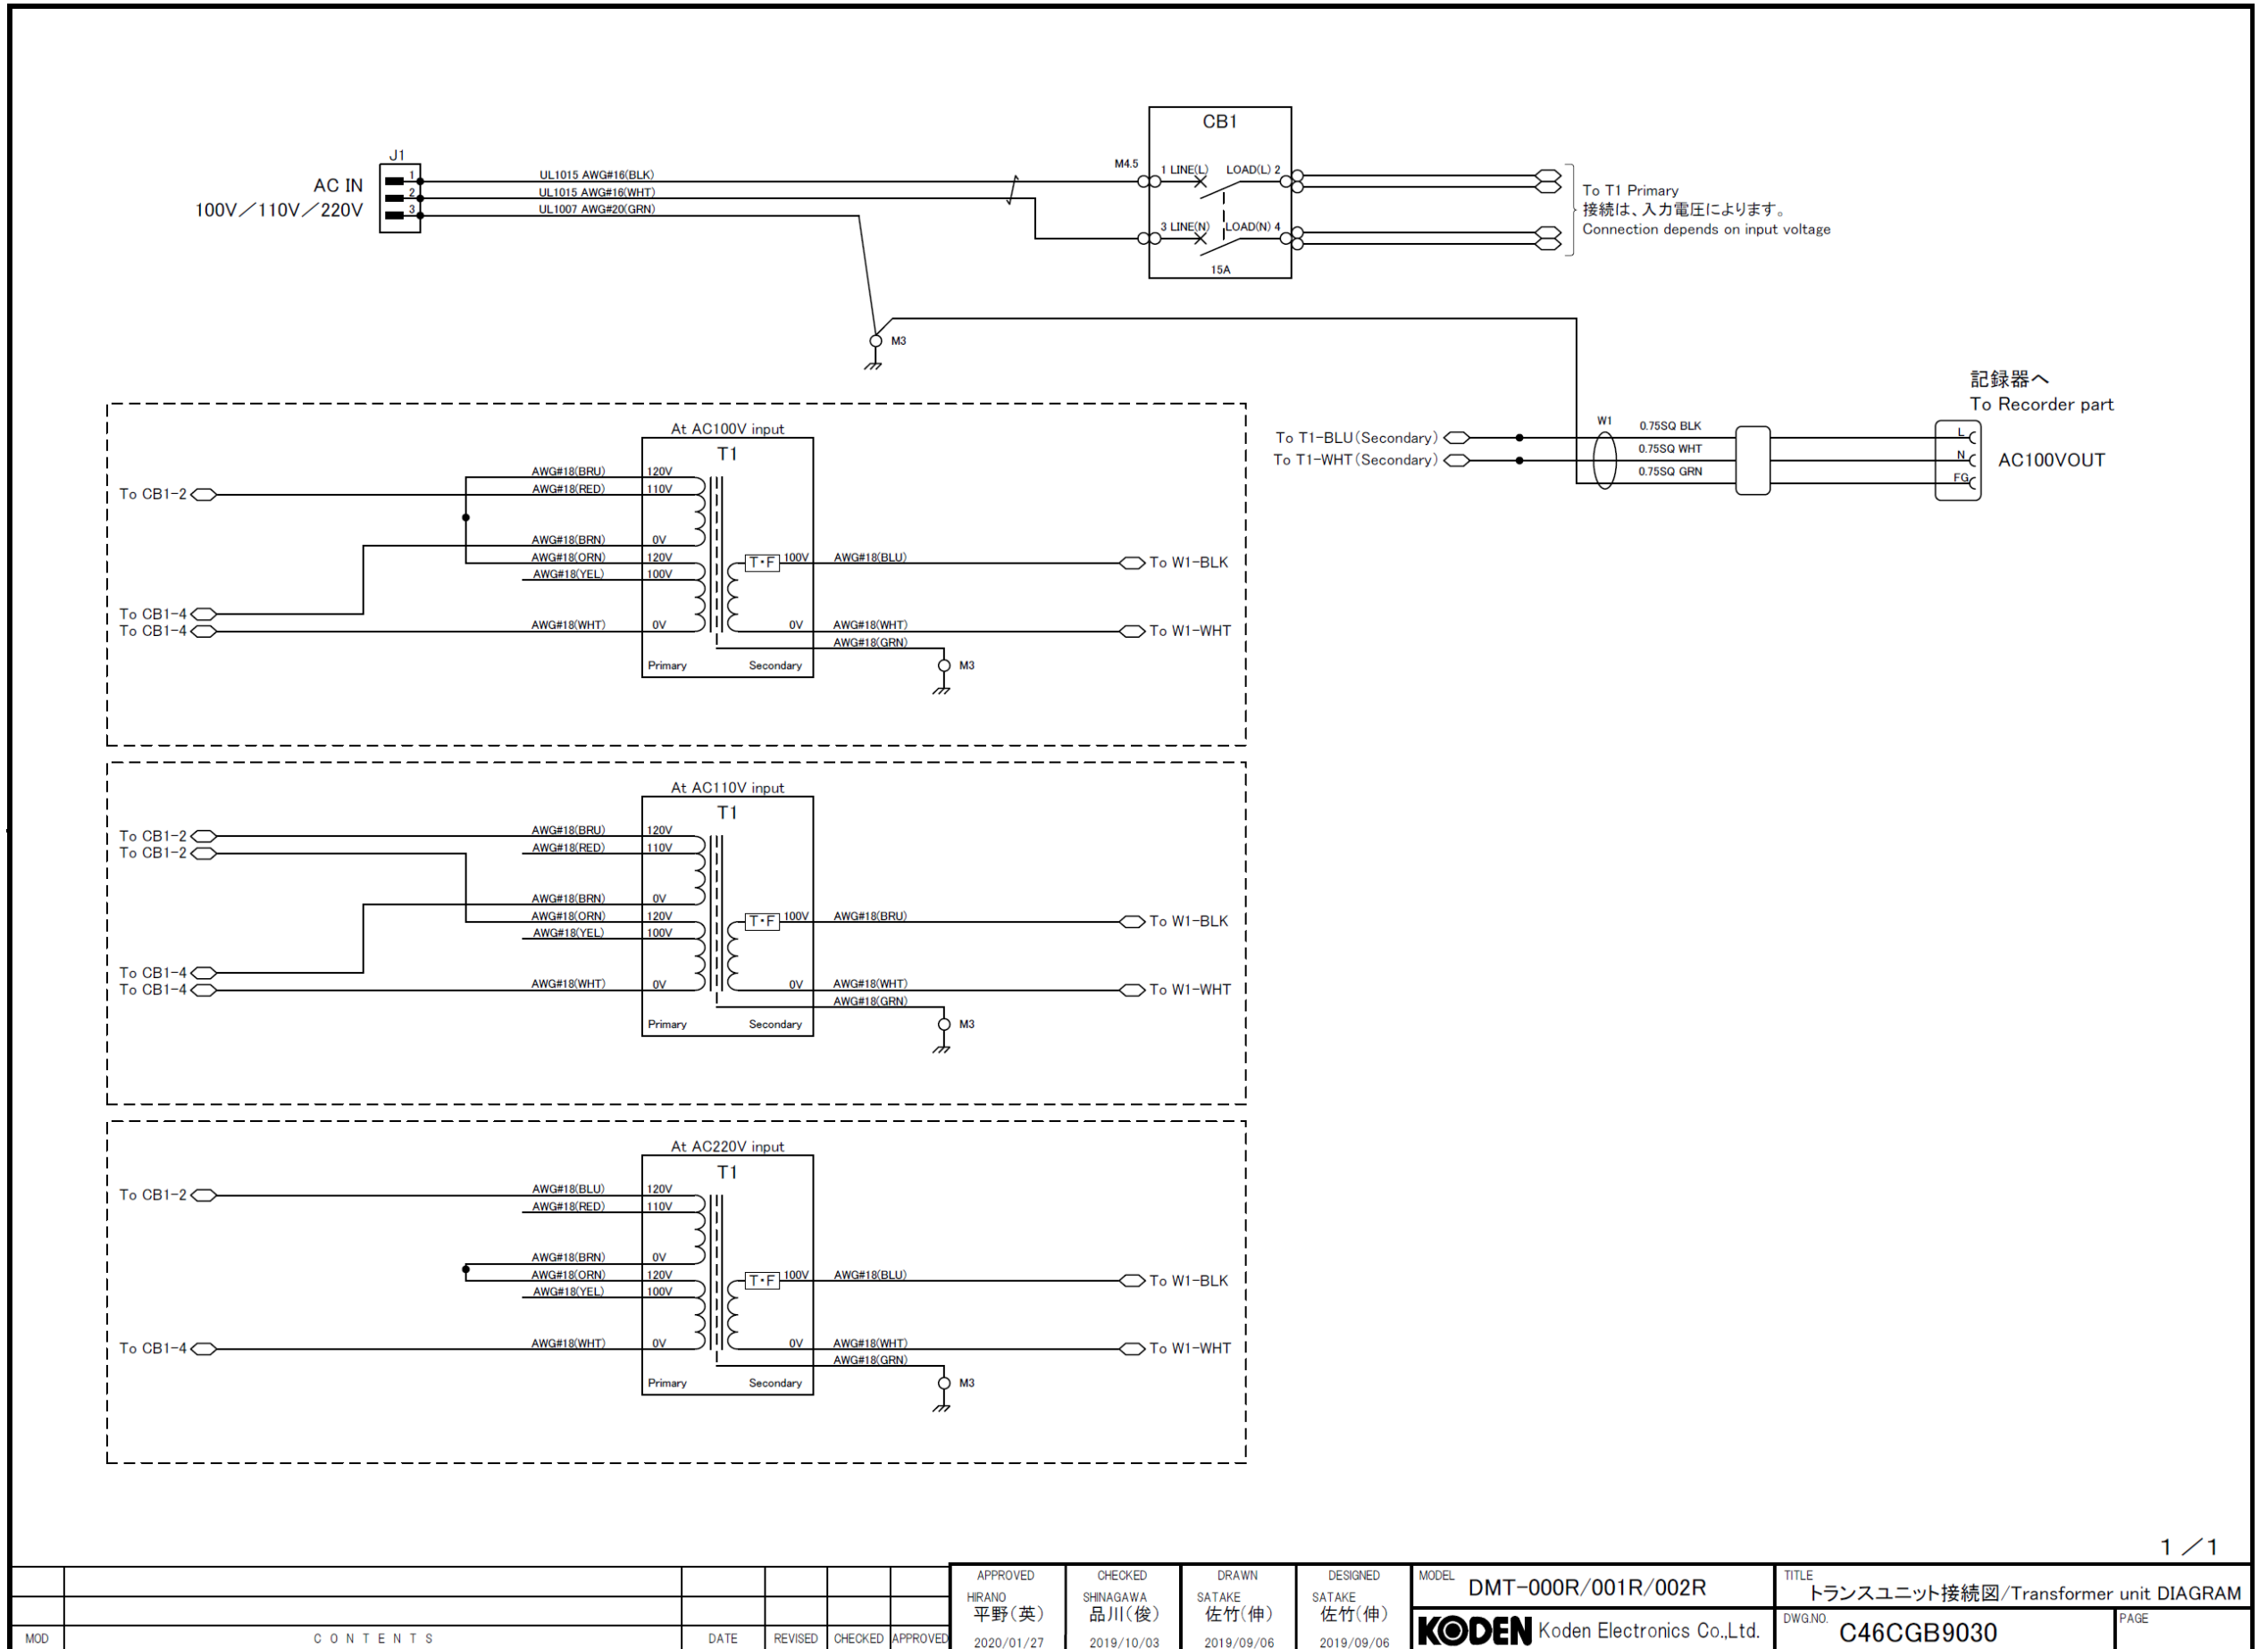 CB1
J1
M4.5
1 LINE(L) LOAD(L) 2
3 LINE(N) LOAD(N) 4
15A
AC IN
100V／110V／220V
1
2
3
UL1015 AWG#16(BLK)
UL1015 AWG#16(WHT)
UL1007 AWG#20(GRN)
To T1 Primary
接続は、入力電圧によります。
Connection depends on input voltage
M3
記録器へ
To Recorder part
To T1-BLU(Secondary)
To T1-WHT(Secondary)
W1
0.75SQ BLK
0.75SQ WHT
0.75SQ GRN
L
N
FG
AC100VOUT
At AC100V input
T1
To CB1-2
To CB1-4
To CB1-4
AWG#18(BRU) 120V
AWG#18(RED) 110V
AWG#18(BRN) 0V
AWG#18(ORN) 120V
AWG#18(YEL) 100V
AWG#18(WHT) 0V
T・F 100V AWG#18(BLU) To W1-BLK
0V AWG#18(WHT) To W1-WHT
AWG#18(GRN)
M3
Primary Secondary
At AC110V input
T1
To CB1-2
To CB1-2
To CB1-4
To CB1-4
AWG#18(BRU) 120V
AWG#18(RED) 110V
AWG#18(BRN) 0V
AWG#18(ORN) 120V
AWG#18(YEL) 100V
AWG#18(WHT) 0V
T・F 100V AWG#18(BRU) To W1-BLK
0V AWG#18(WHT) To W1-WHT
AWG#18(GRN)
M3
Primary Secondary
At AC220V input
T1
To CB1-2
To CB1-4
AWG#18(BLU) 120V
AWG#18(RED) 110V
AWG#18(BRN) 0V
AWG#18(ORN) 120V
AWG#18(YEL) 100V
AWG#18(WHT) 0V
T・F 100V AWG#18(BLU) To W1-BLK
0V AWG#18(WHT) To W1-WHT
AWG#18(GRN)
M3
Primary Secondary
1／1
MOD CONTENTS DATE REVISED CHECKED APPROVED
APPROVED
HIRANO
平野(英)
2020/01/27
CHECKED
SHINAGAWA
品川(俊)
2019/10/03
DRAWN
SATAKE
佐竹(伸)
2019/09/06
DESIGNED
SATAKE
佐竹(伸)
2019/09/06
MODEL
DMT-000R/001R/002R
KODEN Koden Electronics Co.,Ltd.
TITLE
トランスユニット接続図/Transformer unit DIAGRAM
DWG.NO.
C46CGB9030
PAGE